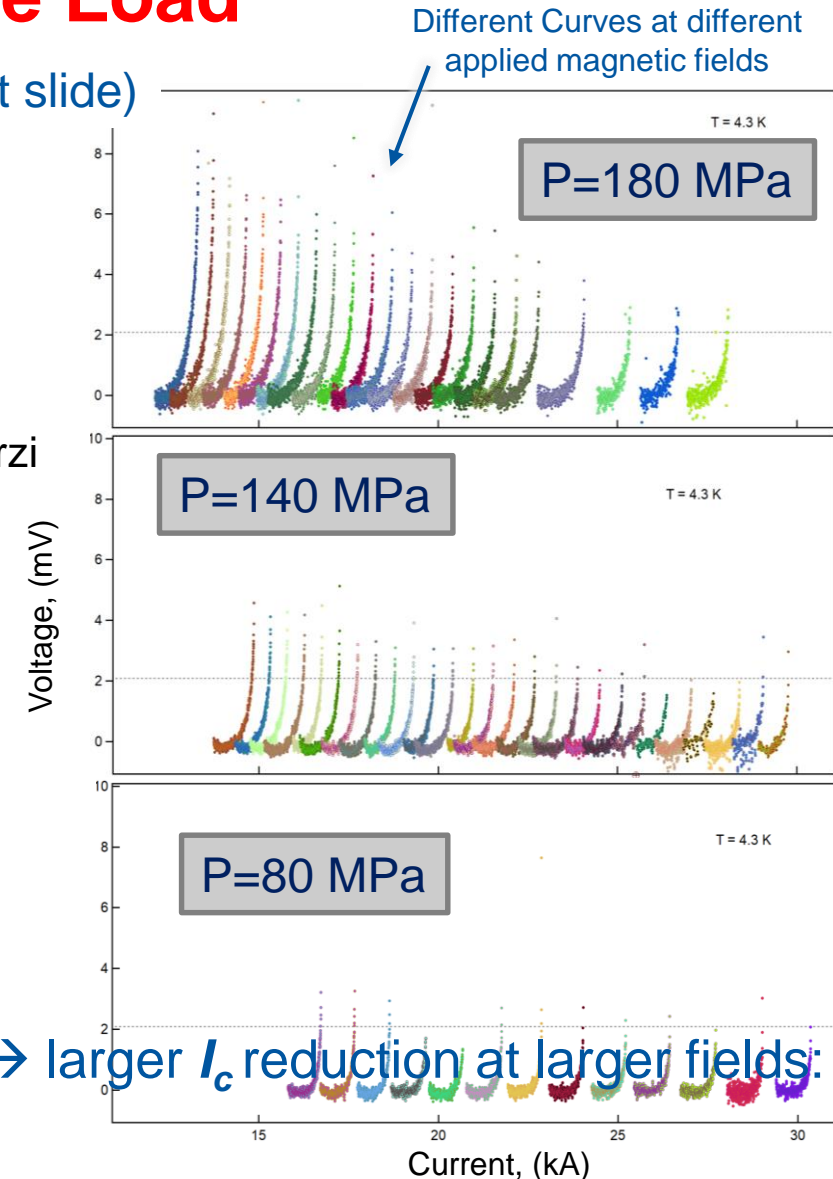 e Load
Different Curves at different
applied magnetic fields
t slide)
T = 4.3 K
P=180 MPa
8
6
4
2
0
rzi
10
P=140 MPa
T = 4.3 K
8
6
4
2
0
Voltage, (mV)
10
T = 4.3 K
8
P=80 MPa
6
4
2
→ larger Ic reduction at larger fields:
0
15 20 25 30
Current, (kA)